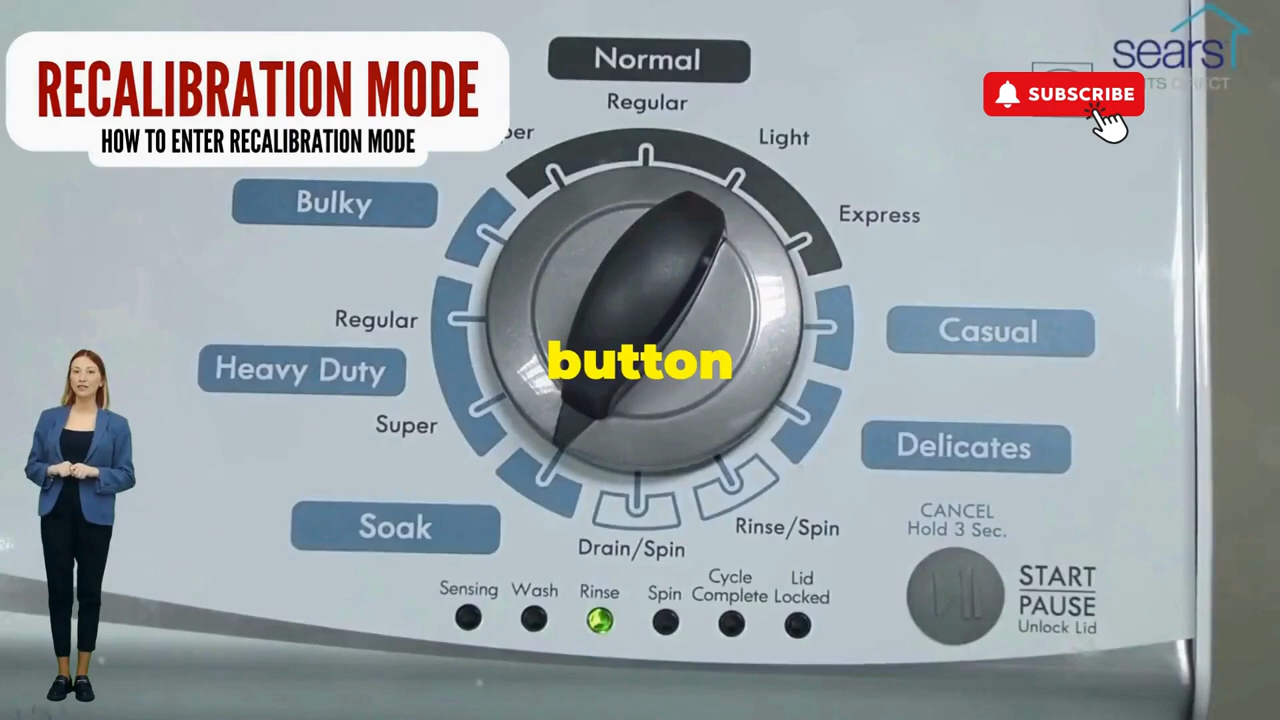 sears
RECALIBRATION MODE
HOW TO ENTER RECALIBRATION MODE
SUBSCRIBE
DIRECT
Normal
Regular
Light
Express
Bulky
Regular
Heavy Duty
Super
Casual
Delicates
button
Soak
Drain/Spin
Rinse/Spin
CANCEL
Hold 3 Sec.
Sensing
Wash
Rinse
Spin
Cycle
Complete
Lid
Locked
START
PAUSE
Unlock Lid